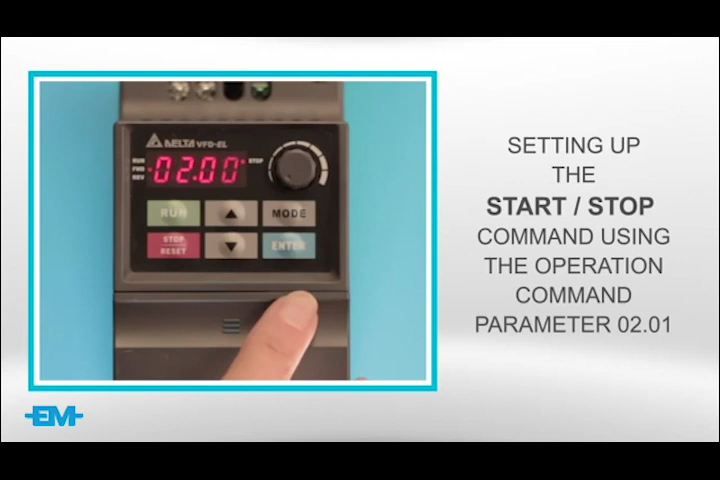 DELTA VFD-EL
RUN
FWD
REV
02.00
STOP
RUN
▲
MODE
STOP
RESET
▼
ENTER
SETTING UP
THE
START / STOP
COMMAND USING
THE OPERATION
COMMAND
PARAMETER 02.01
EM